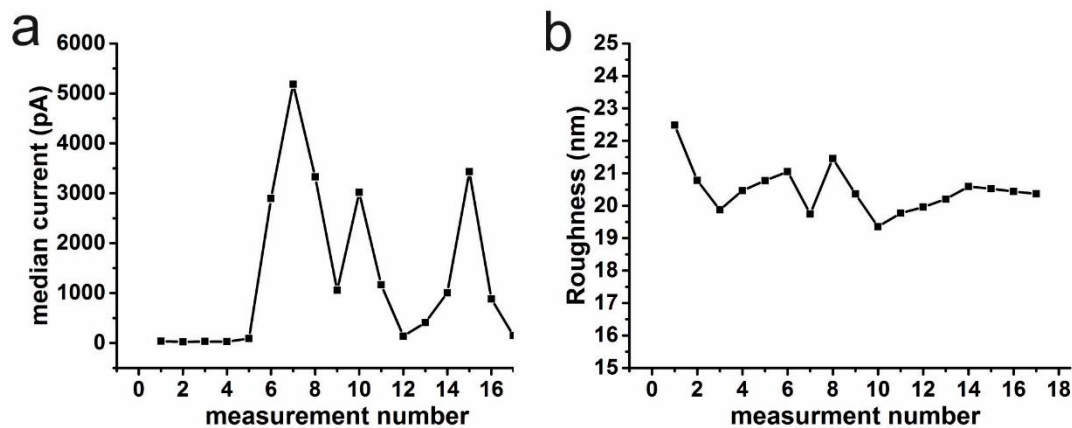 a
6000
5000
4000
3000
2000
1000
0
median current (pA)
0 2 4 6 8 10 12 14 16
measurement number
b
25
24
23
22
21
20
19
18
17
16
15
Roughness (nm)
0 2 4 6 8 10 12 14 16 18
measurment number